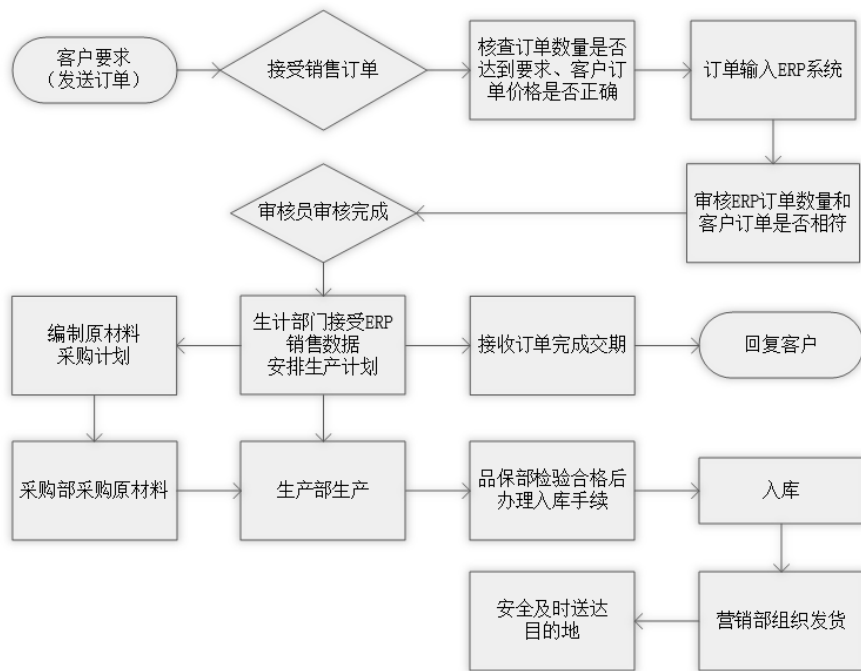 客户要求
（发送订单）
接受销售订单
核查订单数量是否
达到要求、客户订
单价格是否正确
订单输入ERP系统
审核ERP订单数量和
客户订单是否相符
审核员审核完成
编制原材料
采购计划
生计部门接受ERP
销售数据
安排生产计划
接收订单完成交期
回复客户
采购部采购原材料
生产部生产
品保部检验合格后
办理入库手续
入库
安全及时送达
目的地
营销部组织发货